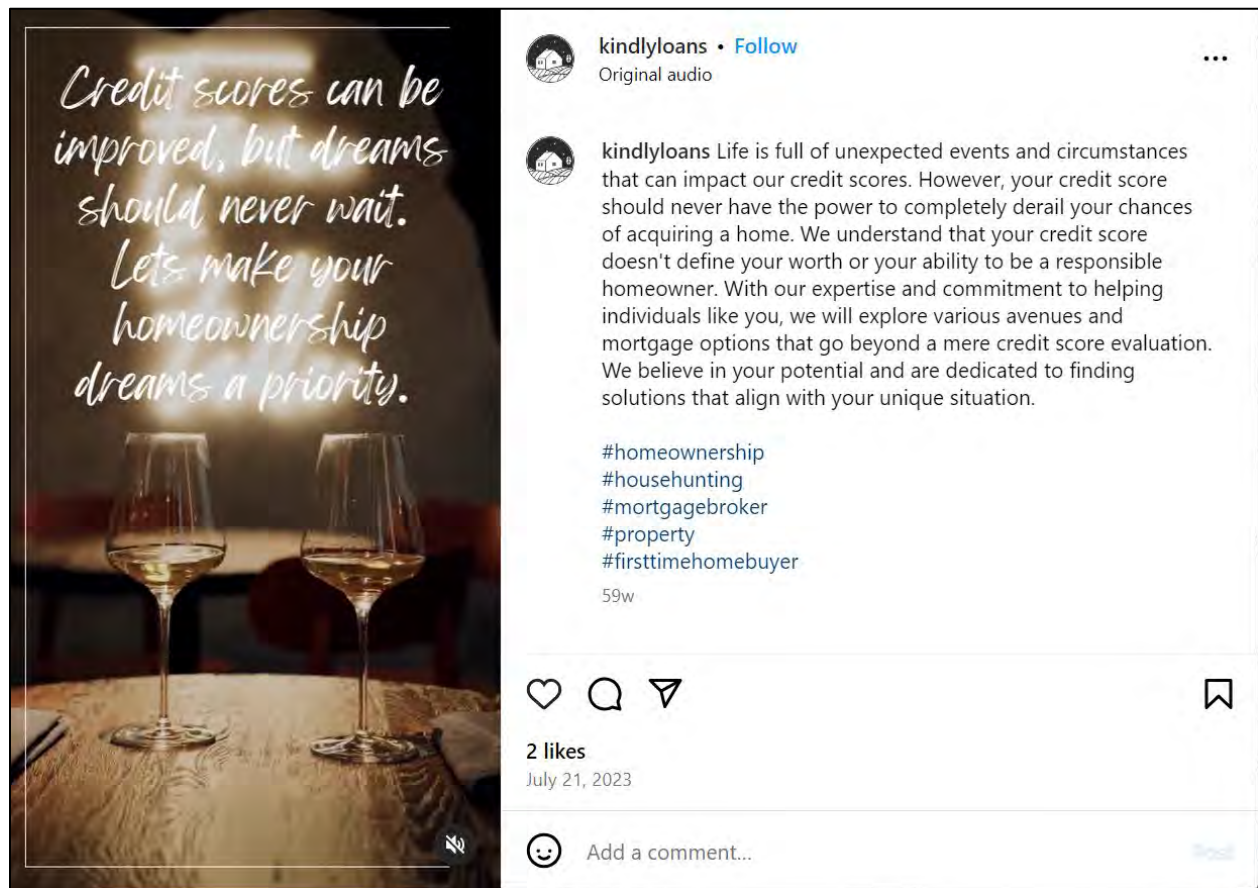 Credit scores can be
improved, but dreams
should never wait.
Lets make your
homeownership
dreams a priority.
kindlyloans • Follow
Original audio
kindlyloans Life is full of unexpected events and circumstances
that can impact our credit scores. However, your credit score
should never have the power to completely derail your chances
of acquiring a home. We understand that your credit score
doesn't define your worth or your ability to be a responsible
homeowner. With our expertise and commitment to helping
individuals like you, we will explore various avenues and
mortgage options that go beyond a mere credit score evaluation.
We believe in your potential and are dedicated to finding
solutions that align with your unique situation.
#homeownership
#househunting
#mortgagebroker
#property
#firsttimehomebuyer
59w
2 likes
July 21, 2023
Add a comment...
Post